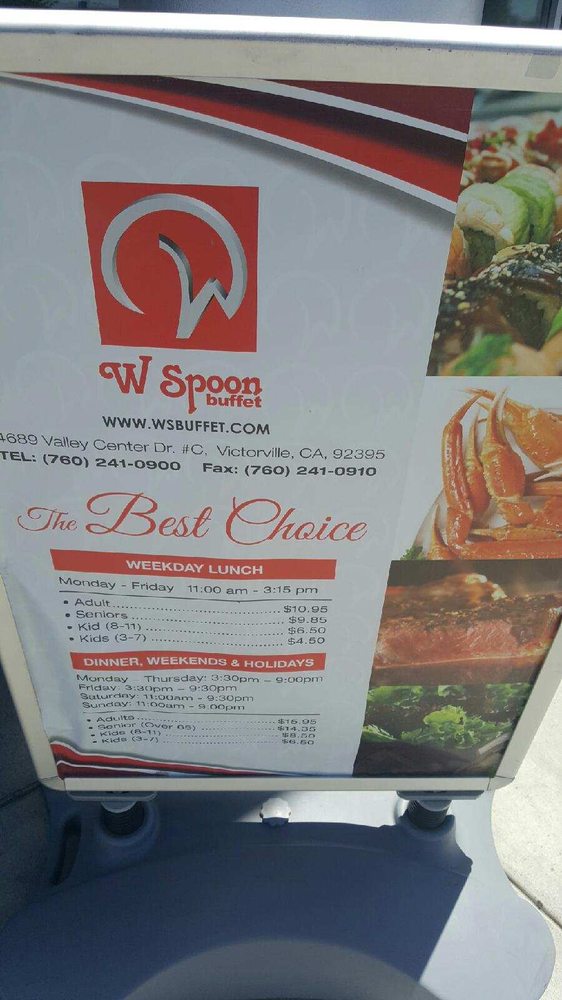 W Spoon
buffet
WWW.WSBUFFET.COM
4689 Valley Center Dr. #C, Victorville, CA, 92395
TEL: (760) 241-0900 Fax: (760) 241-0910
The Best Choice
WEEKDAY LUNCH
Monday - Friday 11:00 am - 3:15 pm
• Adult........ $10.95
• Seniors........ $9.85
• Kid (8-11)........ $6.50
• Kids (3-7)........ $4.50
DINNER, WEEKENDS & HOLIDAYS
Monday - Thursday: 3:30pm - 9:00pm
Friday: 3:30pm - 9:30pm
Saturday: 11:00am - 9:30pm
Sunday: 11:00am - 9:00pm
• Adults........ $15.95
• Senior (Over 65)........ $14.35
• Kids (8-11)........ $8.50
• Kids (3-7)........ $6.50